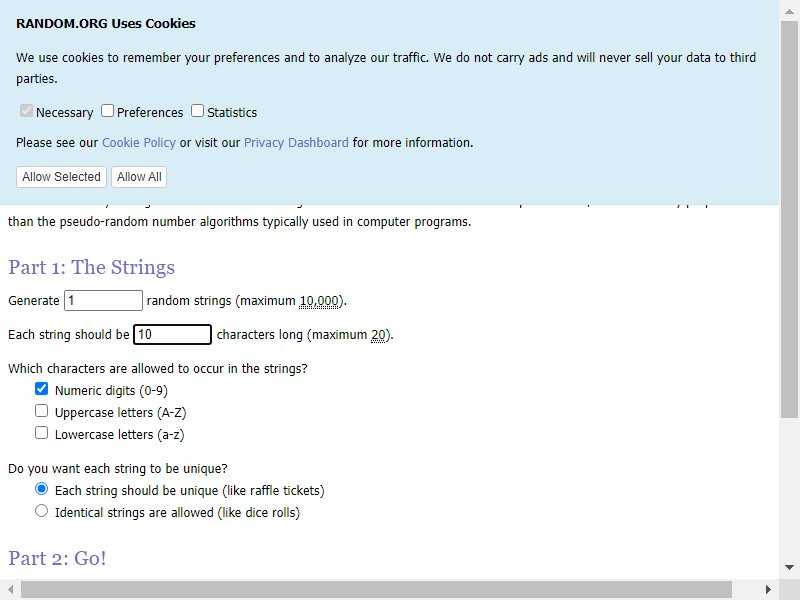 RANDOM.ORG Uses Cookies
We use cookies to remember your preferences and to analyze our traffic. We do not carry ads and will never sell your data to third
parties.
Necessary Preferences Statistics
Please see our Cookie Policy or visit our Privacy Dashboard for more information.
Allow Selected Allow All
than the pseudo-random number algorithms typically used in computer programs.
Part 1: The Strings
Generate 1 random strings (maximum 10,000).
Each string should be 10 characters long (maximum 20).
Which characters are allowed to occur in the strings?
Numeric digits (0-9)
Uppercase letters (A-Z)
Lowercase letters (a-z)
Do you want each string to be unique?
Each string should be unique (like raffle tickets)
Identical strings are allowed (like dice rolls)
Part 2: Go!